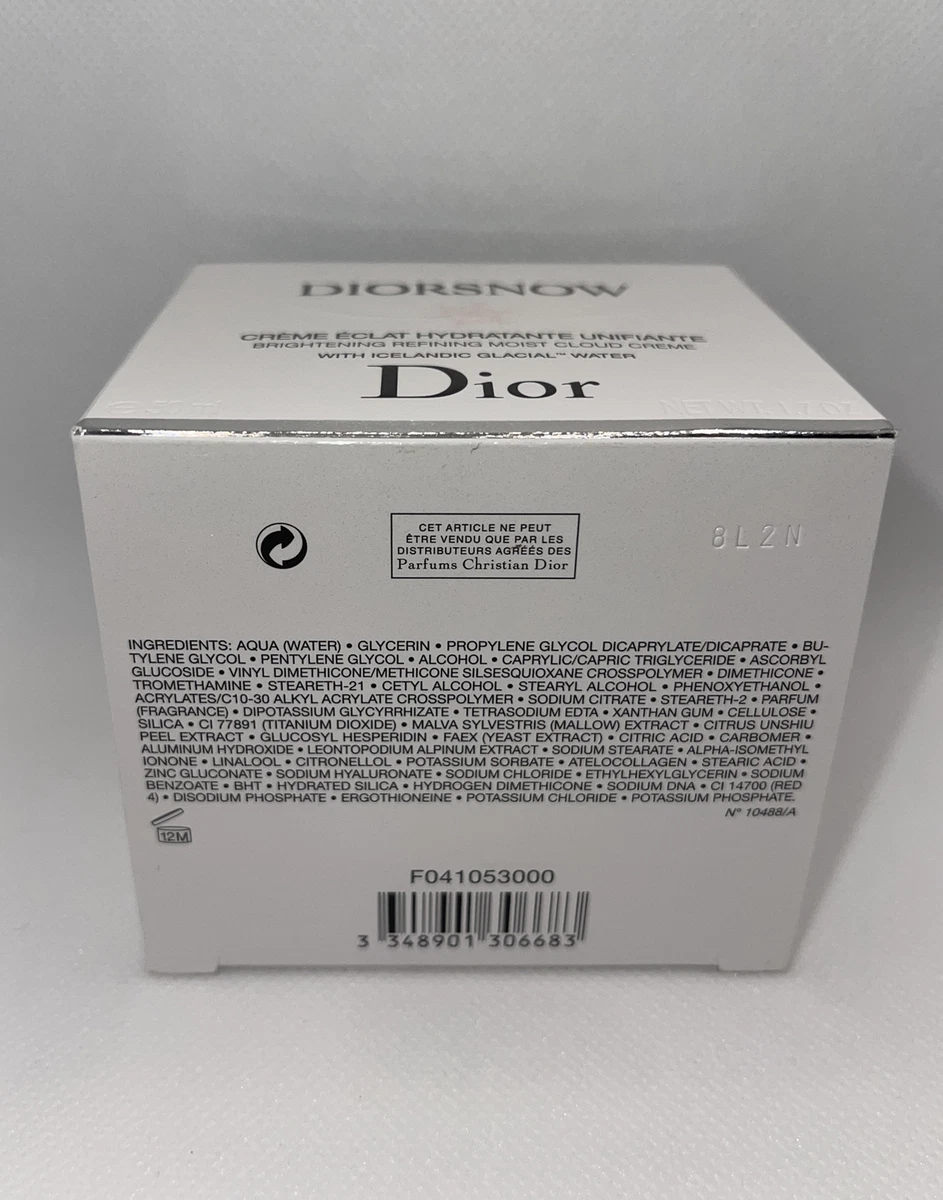 DIORSNOW
CRÈME ÉCLAT HYDRATANTE UNIFIANTE
BRIGHTENING REFINING MOIST CLOUD CREME
WITH ICELANDIC GLACIAL™ WATER
Dior
NET WT. 1.7 OZ
CET ARTICLE NE PEUT
ÊTRE VENDU QUE PAR LES
DISTRIBUTEURS AGRÉÉS DES
Parfums Christian Dior
8L2N
INGREDIENTS: AQUA (WATER) • GLYCERIN • PROPYLENE GLYCOL DICAPRYLATE/DICAPRATE • BU-
TYLENE GLYCOL • PENTYLENE GLYCOL • ALCOHOL • CAPRYLIC/CAPRIC TRIGLYCERIDE • ASCORBYL
GLUCOSIDE • VINYL DIMETHICONE/METHICONE SILSESQUIOXANE CROSSPOLYMER • DIMETHICONE •
TROMETHAMINE • STEARETH-21 • CETYL ALCOHOL • STEARYL ALCOHOL • PHENOXYETHANOL •
ACRYLATES/C10-30 ALKYL ACRYLATE CROSSPOLYMER • SODIUM CITRATE • STEARETH-2 • PARFUM
(FRAGRANCE) • DIPOTASSIUM GLYCYRRHIZATE • TETRASODIUM EDTA • XANTHAN GUM • CELLULOSE •
SILICA • CI 77891 (TITANIUM DIOXIDE) • MALVA SYLVESTRIS (MALLOW) EXTRACT • CITRUS UNSHIU
PEEL EXTRACT • GLUCOSYL HESPERIDIN • FAEX (YEAST EXTRACT) • CITRIC ACID • CARBOMER •
ALUMINUM HYDROXIDE • LEONTOPODIUM ALPINUM EXTRACT • SODIUM STEARATE • ALPHA-ISOMETHYL
IONONE • LINALOOL • CITRONELLOL • POTASSIUM SORBATE • ATELOCOLLAGEN • STEARIC ACID •
ZINC GLUCONATE • SODIUM HYALURONATE • SODIUM CHLORIDE • ETHYLHEXYLGLYCERIN • SODIUM
BENZOATE • BHT • HYDRATED SILICA • HYDROGEN DIMETHICONE • SODIUM DNA • CI 14700 (RED
4) • DISODIUM PHOSPHATE • ERGOTHIONEINE • POTASSIUM CHLORIDE • POTASSIUM PHOSPHATE.
N° 10488/A
12M
F041053000
3 348901 306683